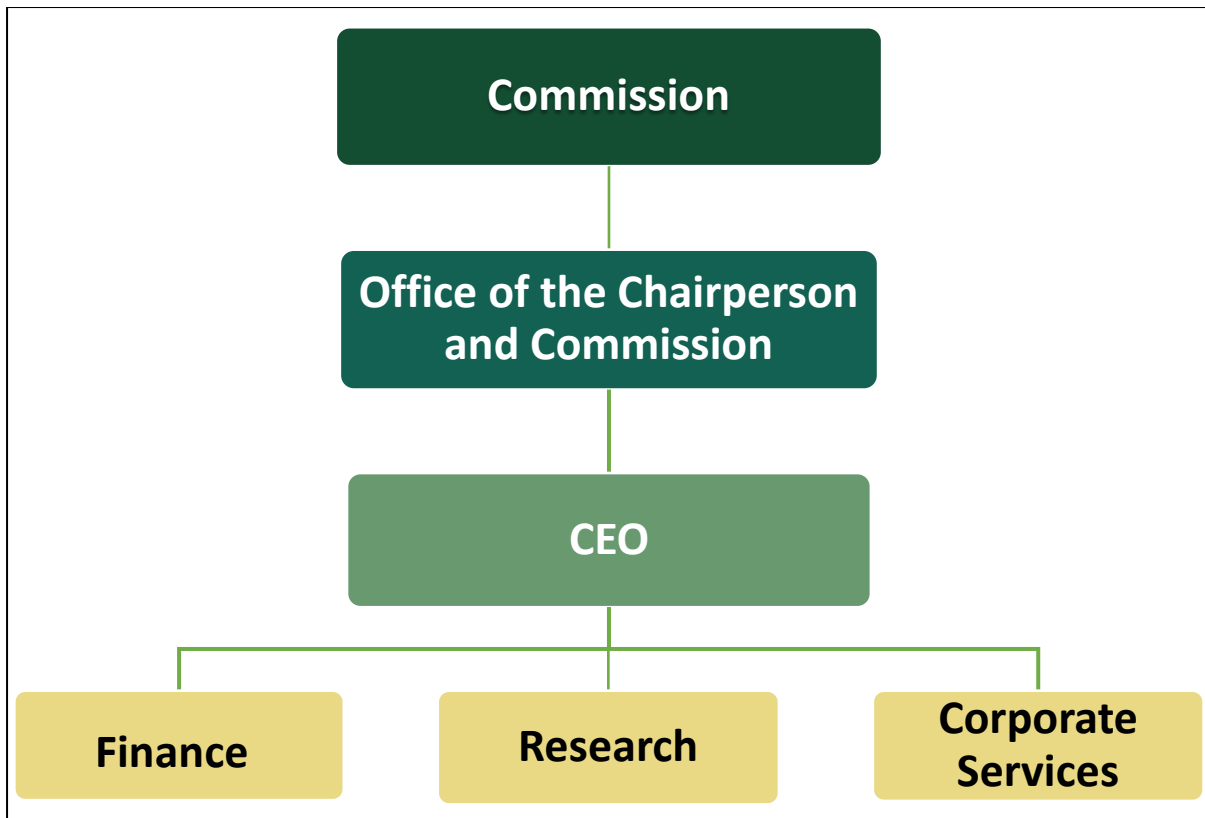 Commission
Office of the Chairperson
and Commission
CEO
Finance
Research
Corporate
Services